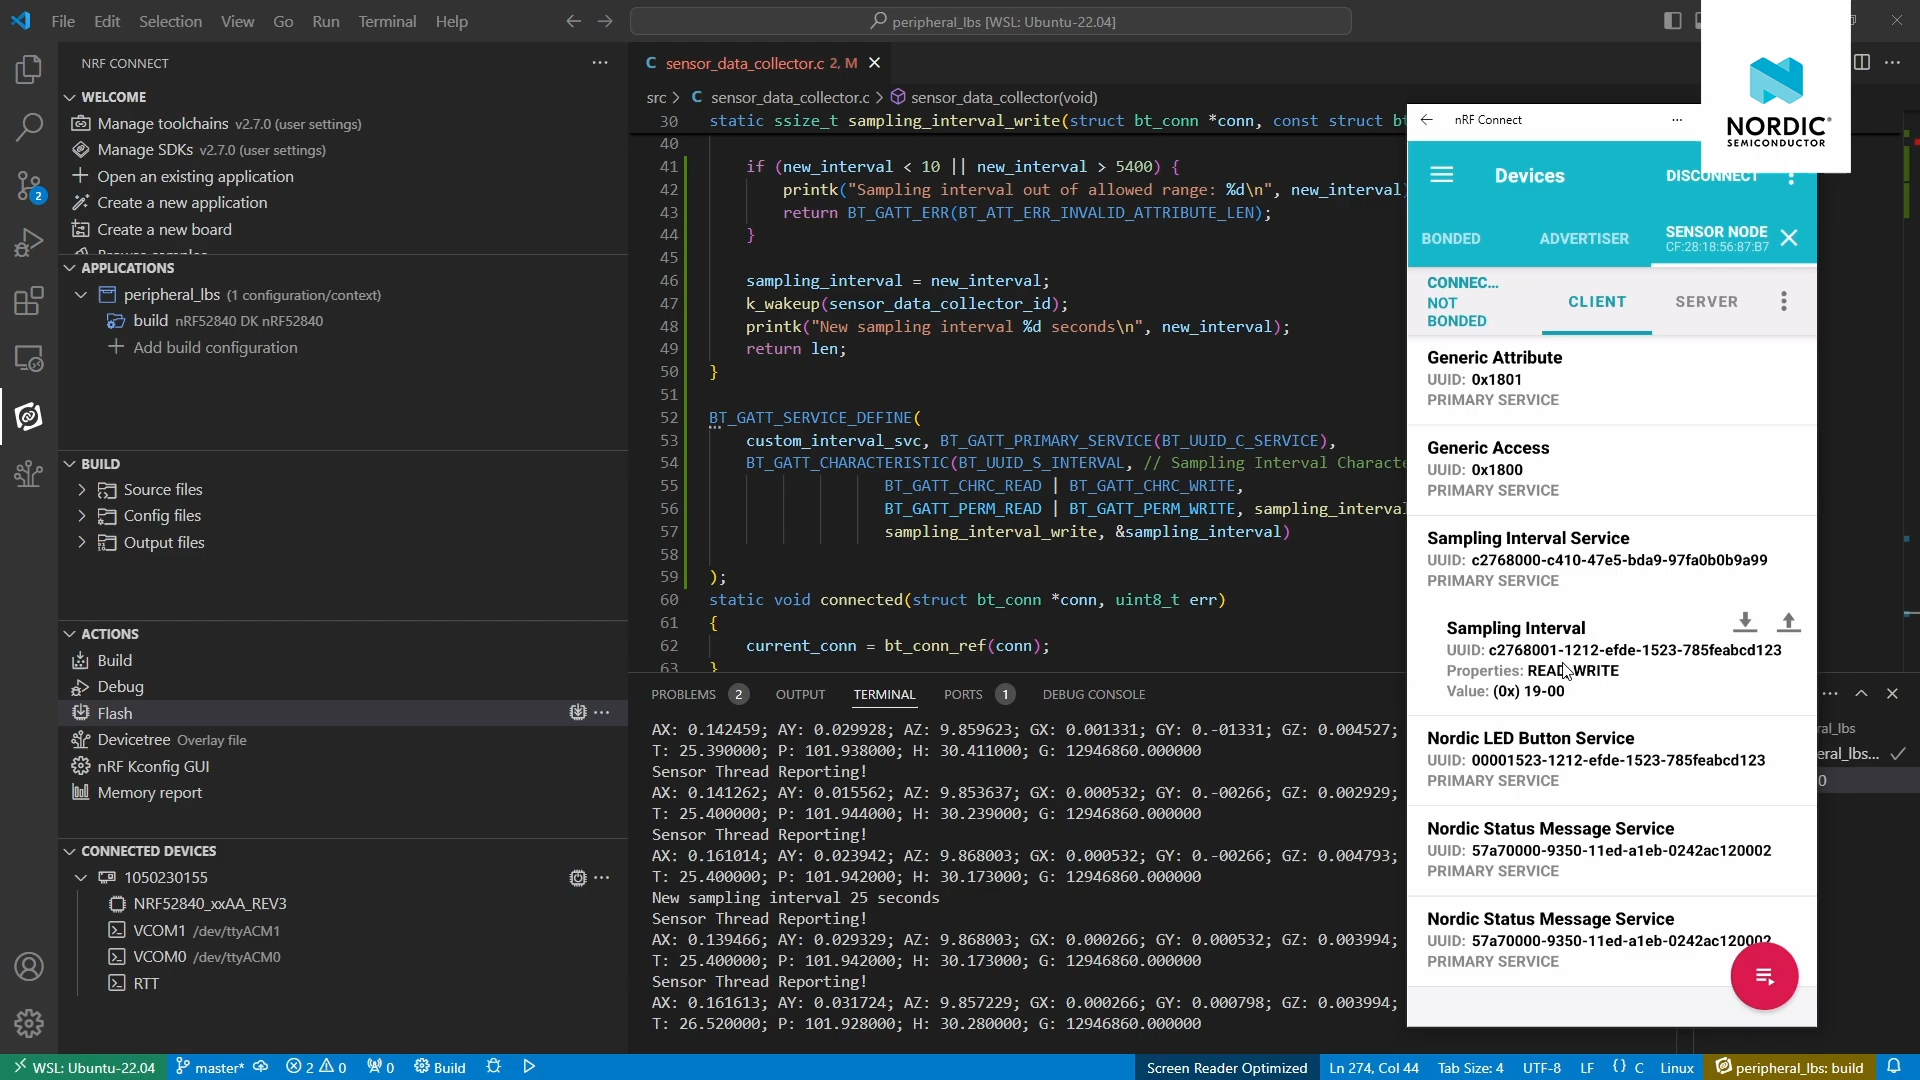 File Edit Selection View Go Run Terminal Help
peripheral_lbs [WSL: Ubuntu-22.04]
NRF CONNECT
WELCOME
Manage toolchains v2.7.0 (user settings)
Manage SDKs v2.7.0 (user settings)
Open an existing application
Create a new application
Create a new board
APPLICATIONS
peripheral_lbs (1 configuration/context)
build nRF52840 DK nRF52840
Add build configuration
BUILD
Source files
Config files
Output files
ACTIONS
Build
Debug
Flash
Devicetree Overlay file
nRF Kconfig GUI
Memory report
CONNECTED DEVICES
1050230155
NRF52840_xxAA_REV3
VCOM1 /dev/ttyACM1
VCOM0 /dev/ttyACM0
RTT
C sensor_data_collector.c 2, M
src > C sensor_data_collector.c > sensor_data_collector(void)
30 static ssize_t sampling_interval_write(struct bt_conn *conn, const struct bt
40
41 if (new_interval < 10 || new_interval > 5400) {
42 printk("Sampling interval out of allowed range: %d\n", new_interval)
43 return BT_GATT_ERR(BT_ATT_ERR_INVALID_ATTRIBUTE_LEN);
44 }
45
46 sampling_interval = new_interval;
47 k_wakeup(sensor_data_collector_id);
48 printk("New sampling interval %d seconds\n", new_interval);
49 return len;
50 }
51
52 BT_GATT_SERVICE_DEFINE(
53 custom_interval_svc, BT_GATT_PRIMARY_SERVICE(BT_UUID_C_SERVICE),
54 BT_GATT_CHARACTERISTIC(BT_UUID_S_INTERVAL, // Sampling Interval Characte
55 BT_GATT_CHRC_READ | BT_GATT_CHRC_WRITE,
56 BT_GATT_PERM_READ | BT_GATT_PERM_WRITE, sampling_interval
57 sampling_interval_write, &sampling_interval)
58
59 );
60 static void connected(struct bt_conn *conn, uint8_t err)
61 {
62 current_conn = bt_conn_ref(conn);
63 }
PROBLEMS 2 OUTPUT TERMINAL PORTS 1 DEBUG CONSOLE
AX: 0.142459; AY: 0.029928; AZ: 9.859623; GX: 0.001331; GY: 0.-01331; GZ: 0.004527;
T: 25.390000; P: 101.938000; H: 30.411000; G: 12946860.000000
Sensor Thread Reporting!
AX: 0.141262; AY: 0.015562; AZ: 9.853637; GX: 0.000532; GY: 0.-00266; GZ: 0.002929;
T: 25.400000; P: 101.944000; H: 30.239000; G: 12946860.000000
Sensor Thread Reporting!
AX: 0.161014; AY: 0.023942; AZ: 9.868003; GX: 0.000532; GY: 0.-00266; GZ: 0.004793;
T: 25.400000; P: 101.942000; H: 30.173000; G: 12946860.000000
New sampling interval 25 seconds
Sensor Thread Reporting!
AX: 0.139466; AY: 0.029329; AZ: 9.868003; GX: 0.000266; GY: 0.000532; GZ: 0.003994;
T: 25.400000; P: 101.942000; H: 30.173000; G: 12946860.000000
Sensor Thread Reporting!
AX: 0.161613; AY: 0.031724; AZ: 9.857229; GX: 0.000266; GY: 0.000798; GZ: 0.003994;
T: 26.520000; P: 101.928000; H: 30.280000; G: 12946860.000000
ral_lbs
eral_lbs...
0
NORDIC
SEMICONDUCTOR
nRF Connect
Devices
DISCONNECT
BONDED ADVERTISER SENSOR NODE
CF:28:18:56:87:B7
CONNEC...
NOT
BONDED
CLIENT SERVER
Generic Attribute
UUID: 0x1801
PRIMARY SERVICE
Generic Access
UUID: 0x1800
PRIMARY SERVICE
Sampling Interval Service
UUID: c2768000-c410-47e5-bda9-97fa0b0b9a99
PRIMARY SERVICE
Sampling Interval
UUID: c2768001-1212-efde-1523-785feabcd123
Properties: READ, WRITE
Value: (0x) 19-00
Nordic LED Button Service
UUID: 00001523-1212-efde-1523-785feabcd123
PRIMARY SERVICE
Nordic Status Message Service
UUID: 57a70000-9350-11ed-a1eb-0242ac120002
PRIMARY SERVICE
Nordic Status Message Service
UUID: 57a70000-9350-11ed-a1eb-0242ac120002
PRIMARY SERVICE
WSL: Ubuntu-22.04 master* 2 0 0 Build
Screen Reader Optimized Ln 274, Col 44 Tab Size: 4 UTF-8 LF {} C Linux peripheral_lbs: build